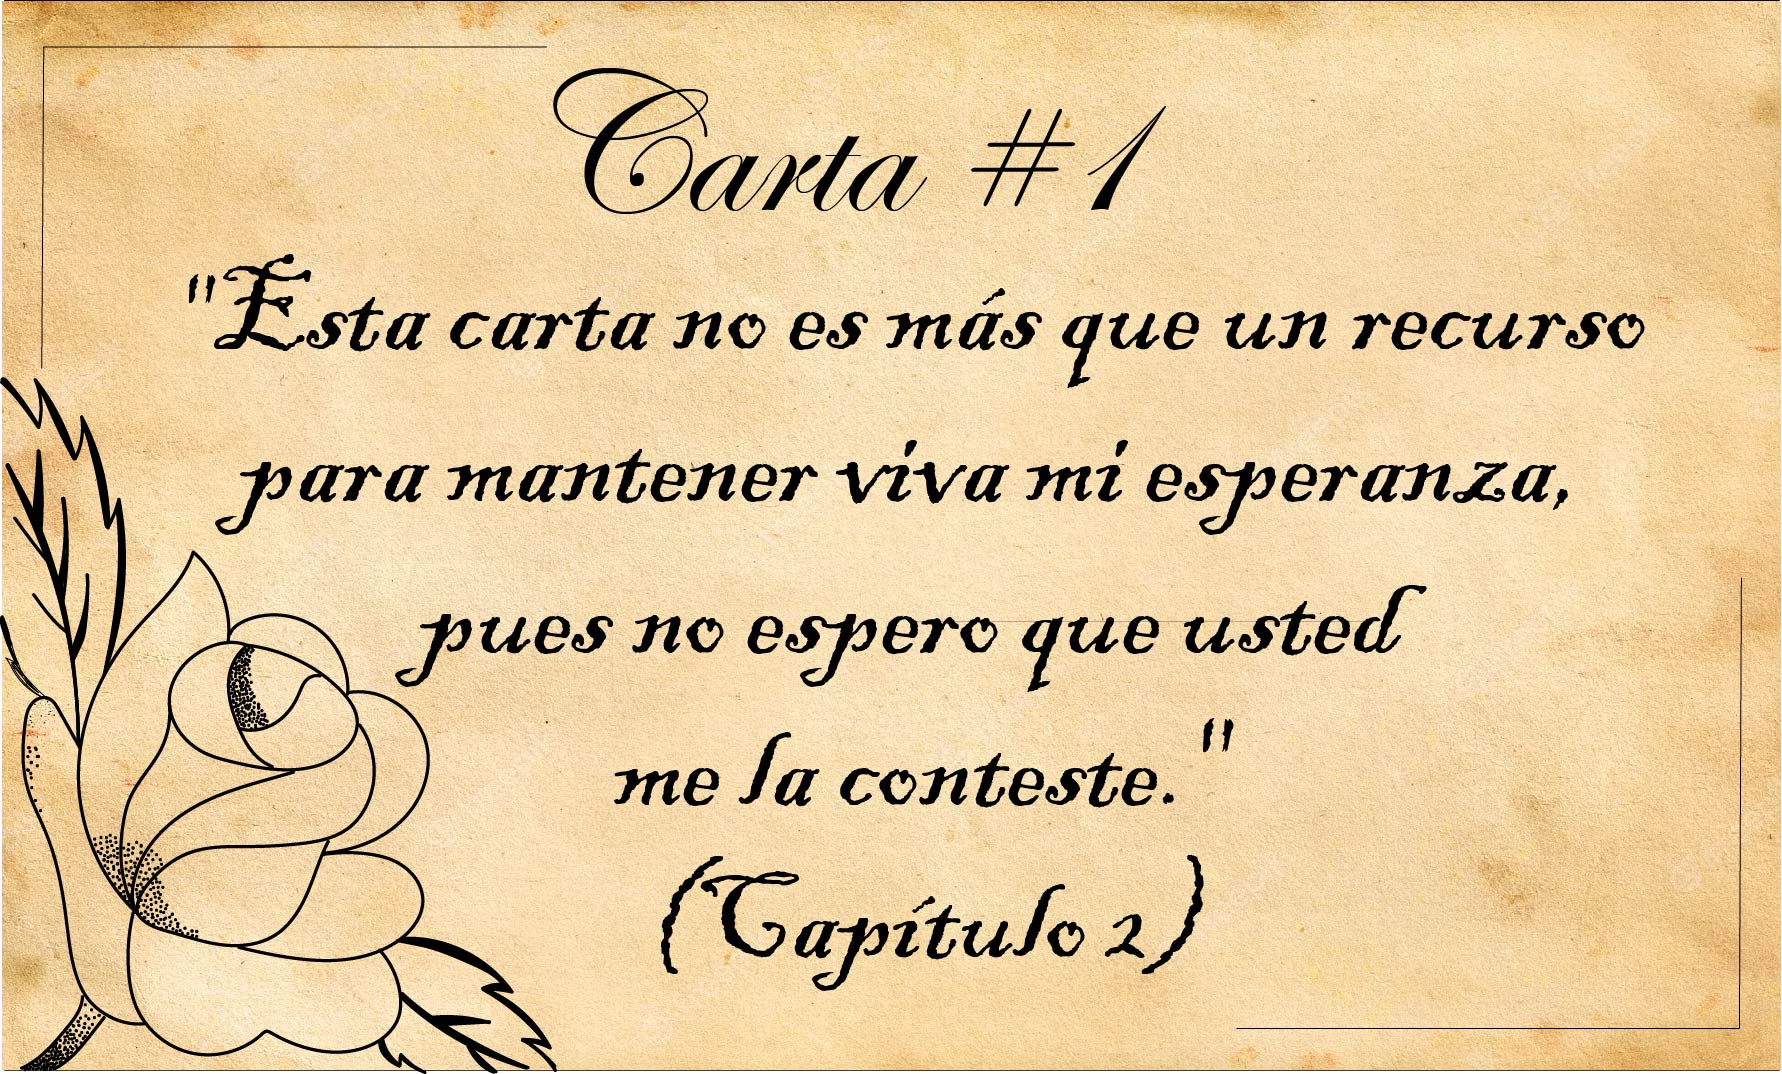 Carta #1
"Esta carta no es más que un recurso
para mantener viva mi esperanza,
pues no espero que usted
me la conteste."
(Capítulo 2)